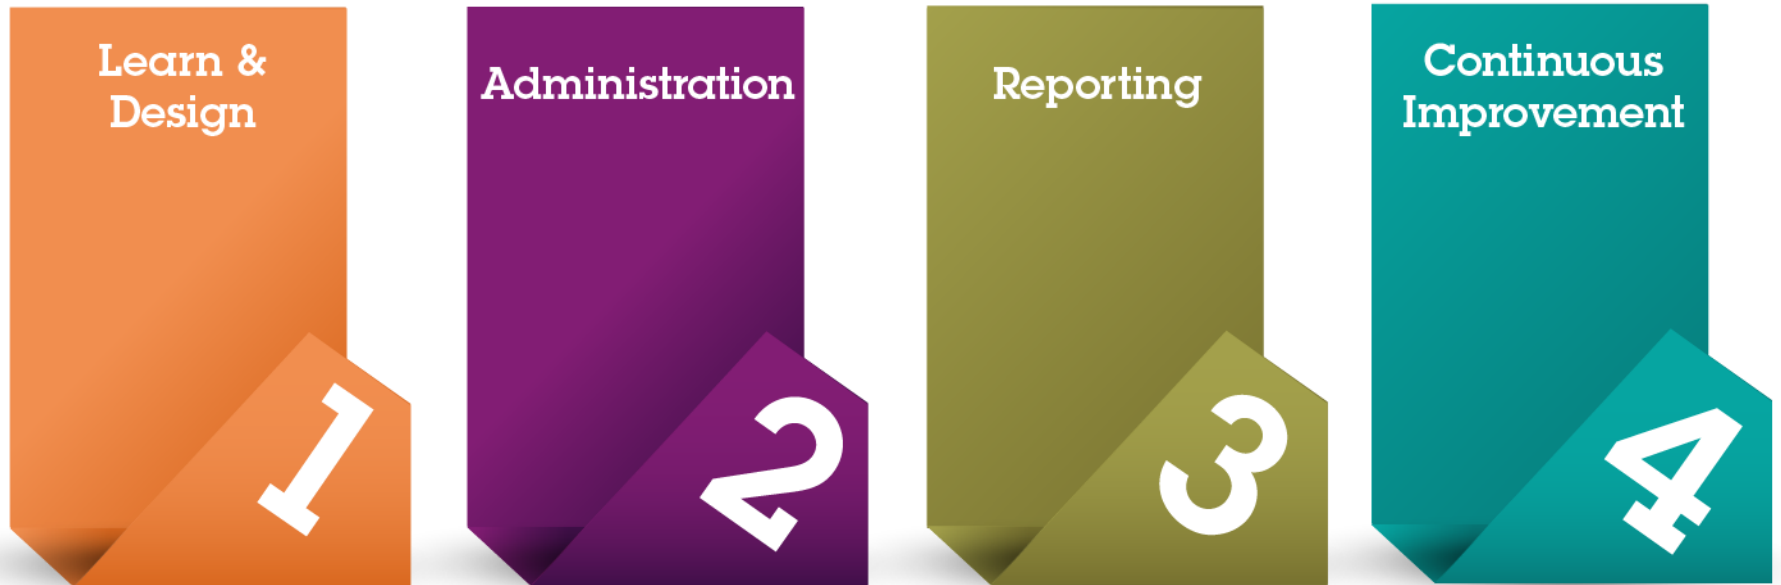 Learn &
Design
1
Administration
2
Reporting
3
Continuous
Improvement
4